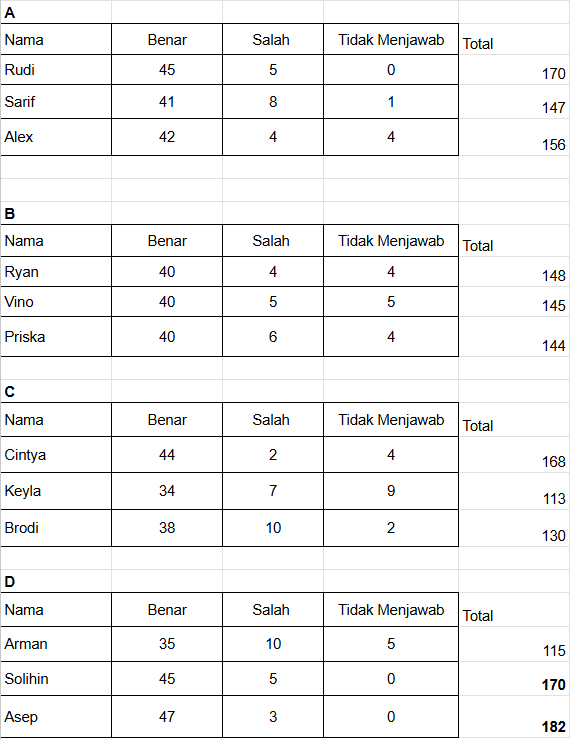 A
Nama Benar Salah Tidak Menjawab Total
Rudi 45 5 0 170
Sarif 41 8 1 147
Alex 42 4 4 156
B
Nama Benar Salah Tidak Menjawab Total
Ryan 40 4 4 148
Vino 40 5 5 145
Priska 40 6 4 144
C
Nama Benar Salah Tidak Menjawab Total
Cintya 44 2 4 168
Keyla 34 7 9 113
Brodi 38 10 2 130
D
Nama Benar Salah Tidak Menjawab Total
Arman 35 10 5 115
Solihin 45 5 0 170
Asep 47 3 0 182